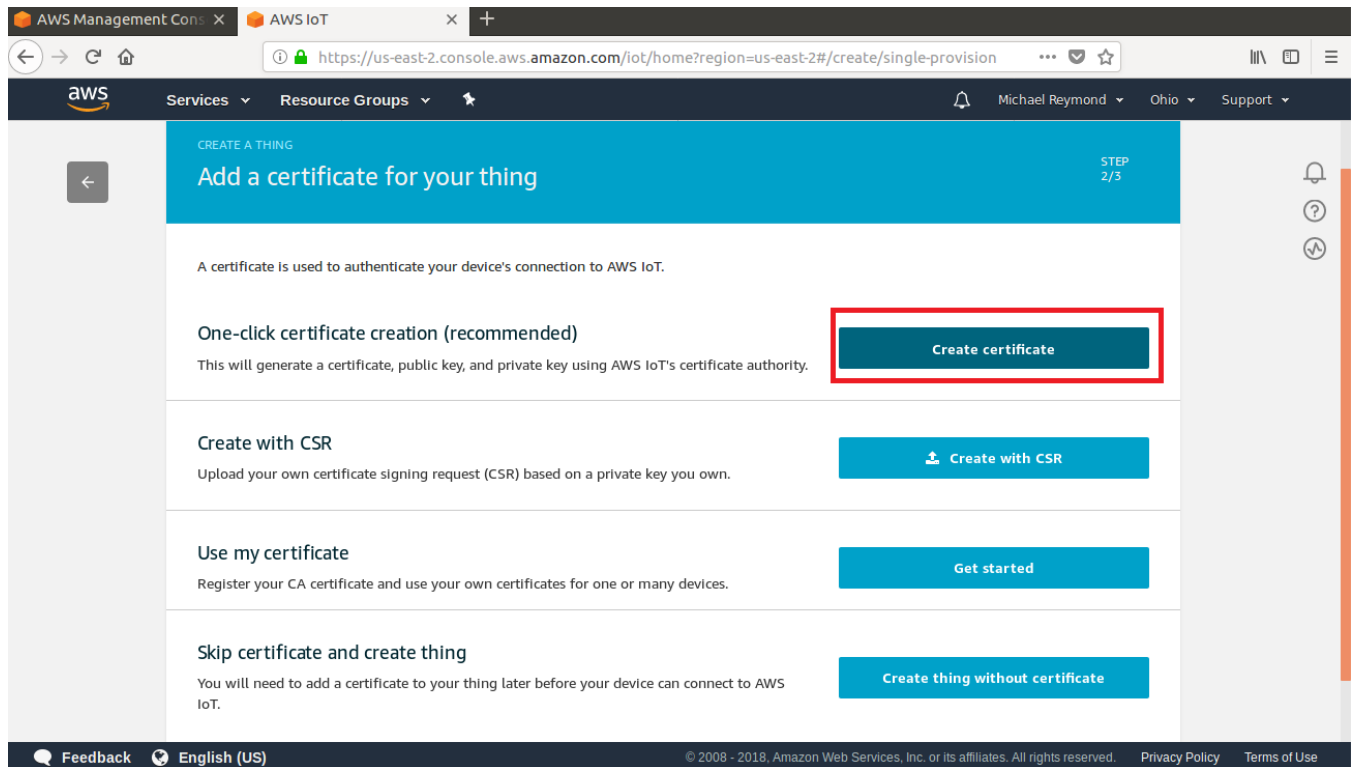 AWS Management Cons
AWS IoT
https://us-east-2.console.aws.amazon.com/iot/home?region=us-east-2#/create/single-provision
aws
Services
Resource Groups
Michael Reymond
Ohio
Support
CREATE A THING
Add a certificate for your thing
STEP
2/3
A certificate is used to authenticate your device's connection to AWS IoT.
One-click certificate creation (recommended)
This will generate a certificate, public key, and private key using AWS IoT's certificate authority.
Create certificate
Create with CSR
Upload your own certificate signing request (CSR) based on a private key you own.
Create with CSR
Use my certificate
Register your CA certificate and use your own certificates for one or many devices.
Get started
Skip certificate and create thing
You will need to add a certificate to your thing later before your device can connect to AWS
IoT.
Create thing without certificate
Feedback
English (US)
© 2008 - 2018, Amazon Web Services, Inc. or its affiliates. All rights reserved.
Privacy Policy
Terms of Use